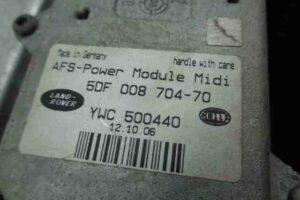 Made in Germany handle with care
AFS-Power Module Midi
5DF 008 704-70
LAND-
ROVER
YWC 500440
12.10.06